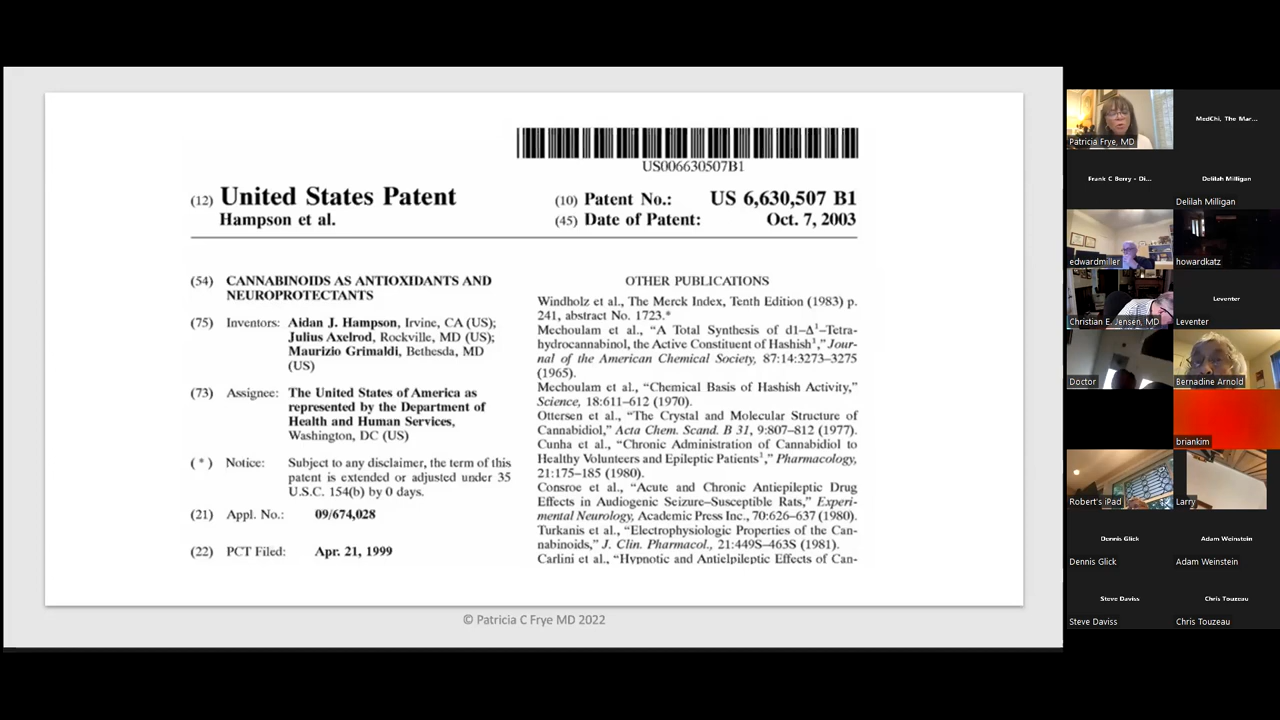 US006630507B1
(12) United States Patent
Hampson et al.
(10) Patent No.: US 6,630,507 B1
(45) Date of Patent: Oct. 7, 2003
(54) CANNABINOIDS AS ANTIOXIDANTS AND
NEUROPROTECTANTS
(75) Inventors: Aidan J. Hampson, Irvine, CA (US);
Julius Axelrod, Rockville, MD (US);
Maurizio Grimaldi, Bethesda, MD
(US)
(73) Assignee: The United States of America as
represented by the Department of
Health and Human Services,
Washington, DC (US)
( * ) Notice: Subject to any disclaimer, the term of this
patent is extended or adjusted under 35
U.S.C. 154(b) by 0 days.
(21) Appl. No.: 09/674,028
(22) PCT Filed: Apr. 21, 1999
OTHER PUBLICATIONS
Windholz et al., The Merck Index, Tenth Edition (1983) p.
241, abstract No. 1723.*
Mechoulam et al., “A Total Synthesis of d1–Δ¹–Tetra-
hydrocannabinol, the Active Constituent of Hashish¹,” Jour-
nal of the American Chemical Society, 87:14:3273–3275
(1965).
Mechoulam et al., “Chemical Basis of Hashish Activity,”
Science, 18:611–612 (1970).
Ottersen et al., “The Crystal and Molecular Structure of
Cannabidiol,” Acta Chem. Scand. B 31, 9:807–812 (1977).
Cunha et al., “Chronic Administration of Cannabidiol to
Healthy Volunteers and Epileptic Patients¹,” Pharmacology,
21:175–185 (1980).
Consroe et al., “Acute and Chronic Antiepileptic Drug
Effects in Audiogenic Seizure–Susceptible Rats,” Experi-
mental Neurology, Academic Press Inc., 70:626–637 (1980).
Turkanis et al., “Electrophysiologic Properties of the Can-
nabinoids,” J. Clin. Pharmacol., 21:449S–463S (1981).
Carlini et al., “Hypnotic and Antielpileptic Effects of Can-
© Patricia C Frye MD 2022
Patricia Frye, MD
MedChi, The Mar...
Frank C Berry - Di...
Delilah Milligan
Delilah Milligan
edwardmiller
howardkatz
Christian E. Jensen, MD
Leventer
Leventer
Doctor
Bernadine Arnold
briankim
Robert's iPad
Larry
Dennis Glick
Dennis Glick
Adam Weinstein
Adam Weinstein
Steve Daviss
Steve Daviss
Chris Touzeau
Chris Touzeau